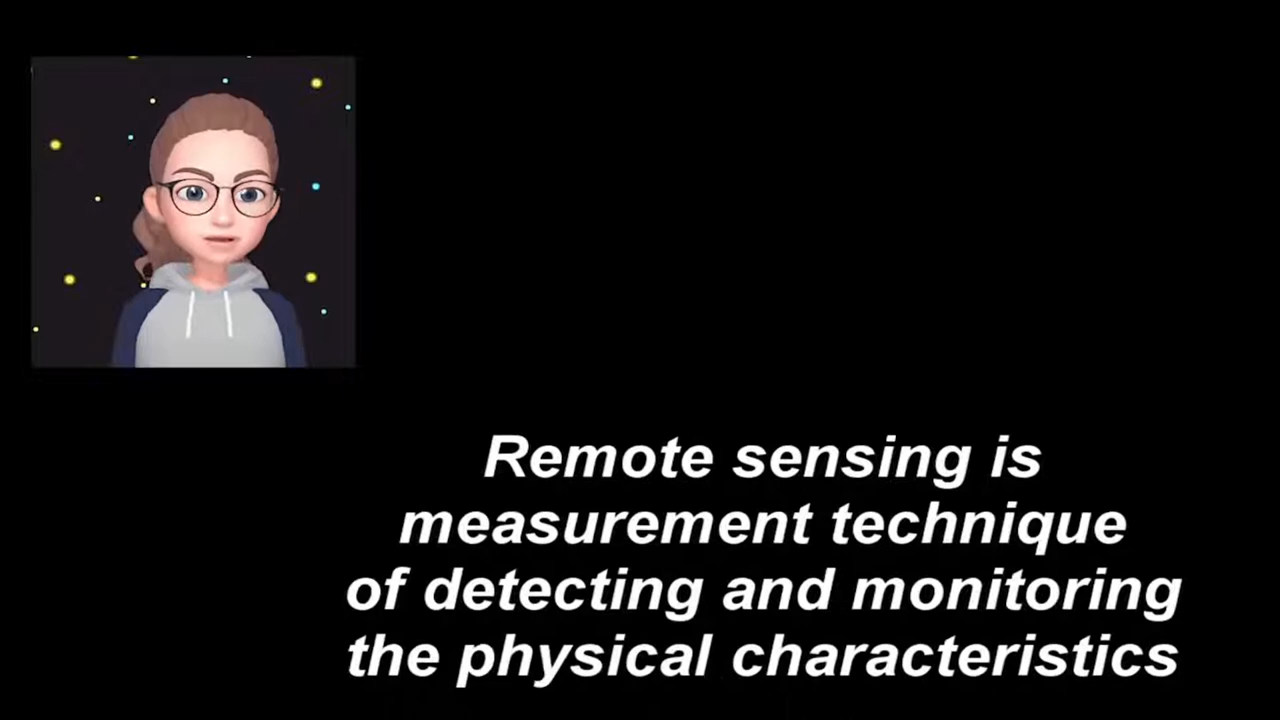 Remote sensing is
measurement technique
of detecting and monitoring
the physical characteristics